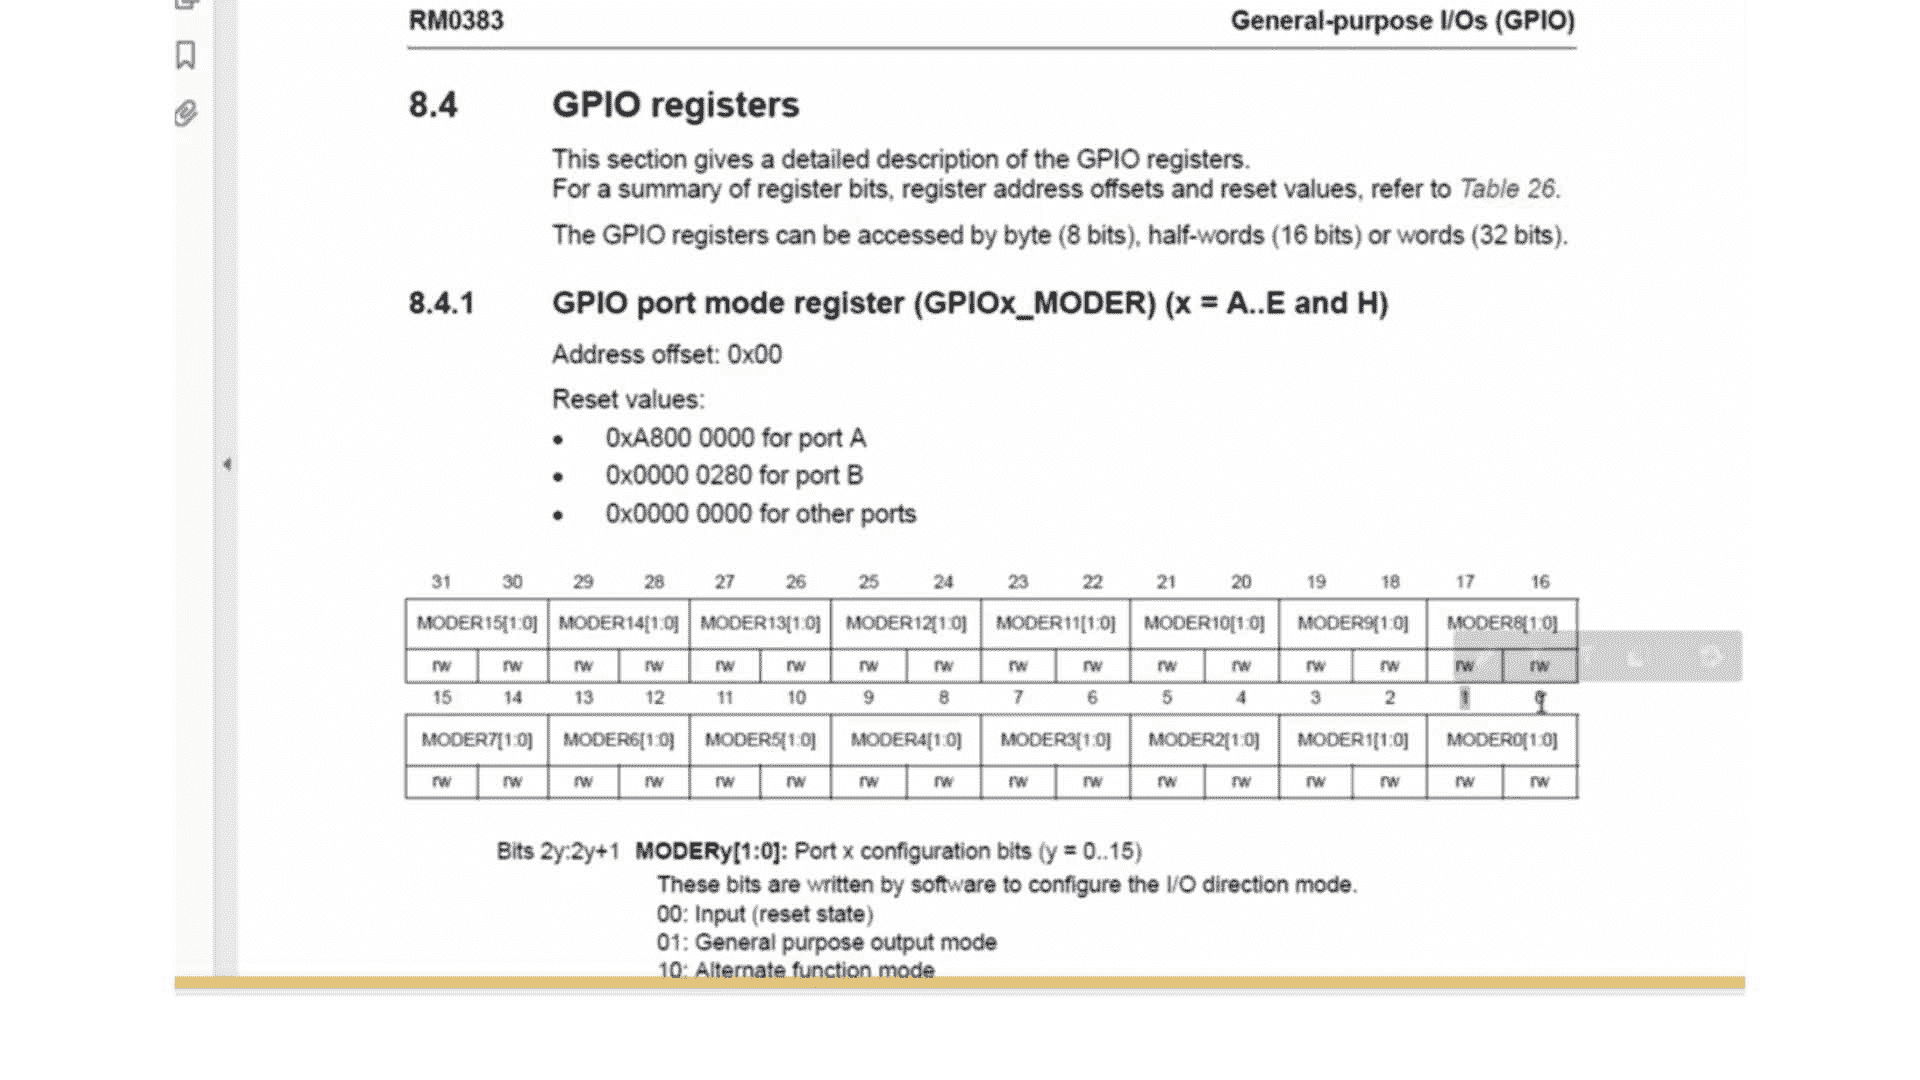 RM0383 General-purpose I/Os (GPIO)
8.4 GPIO registers
This section gives a detailed description of the GPIO registers.
For a summary of register bits, register address offsets and reset values, refer to Table 26.
The GPIO registers can be accessed by byte (8 bits), half-words (16 bits) or words (32 bits).
8.4.1 GPIO port mode register (GPIOx_MODER) (x = A..E and H)
Address offset: 0x00
Reset values:
• 0xA800 0000 for port A
• 0x0000 0280 for port B
• 0x0000 0000 for other ports
31 30 29 28 27 26 25 24 23 22 21 20 19 18 17 16
MODER15[1:0] MODER14[1:0] MODER13[1:0] MODER12[1:0] MODER11[1:0] MODER10[1:0] MODER9[1:0] MODER8[1:0]
rw rw rw rw rw rw rw rw rw rw rw rw rw rw rw rw
15 14 13 12 11 10 9 8 7 6 5 4 3 2 1 0
MODER7[1:0] MODER6[1:0] MODER5[1:0] MODER4[1:0] MODER3[1:0] MODER2[1:0] MODER1[1:0] MODER0[1:0]
rw rw rw rw rw rw rw rw rw rw rw rw rw rw rw rw
Bits 2y:2y+1 MODERy[1:0]: Port x configuration bits (y = 0..15)
These bits are written by software to configure the I/O direction mode.
00: Input (reset state)
01: General purpose output mode
10: Alternate function mode